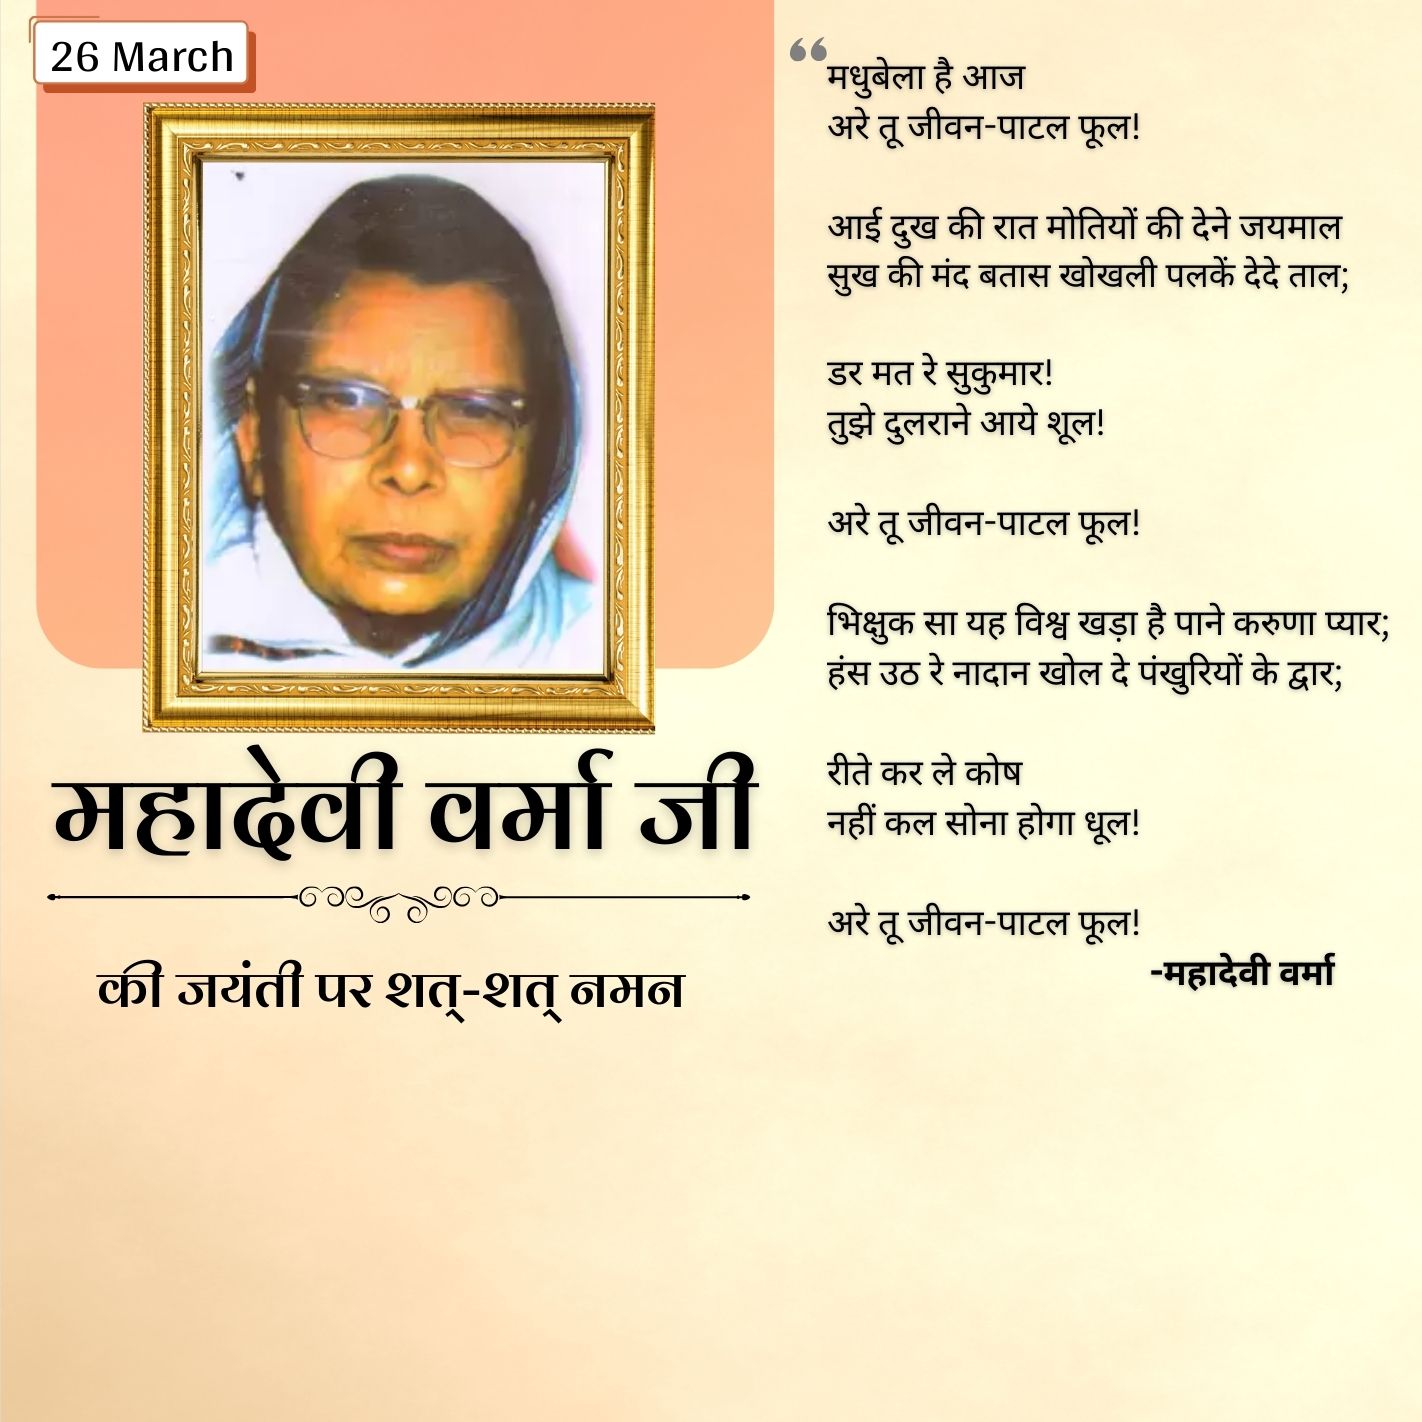 26 March
महादेवी वर्मा जी
की जयंती पर शत्-शत् नमन
“
मधुबेला है आज
अरे तू जीवन-पाटल फूल!
आई दुख की रात मोतियों की देने जयमाल
सुख की मंद बतास खोखली पलकें देदे ताल;
डर मत रे सुकुमार!
तुझे दुलराने आये शूल!
अरे तू जीवन-पाटल फूल!
भिक्षुक सा यह विश्व खड़ा है पाने करुणा प्यार;
हंस उठ रे नादान खोल दे पंखुरियों के द्वार;
रीते कर ले कोष
नहीं कल सोना होगा धूल!
अरे तू जीवन-पाटल फूल!
-महादेवी वर्मा